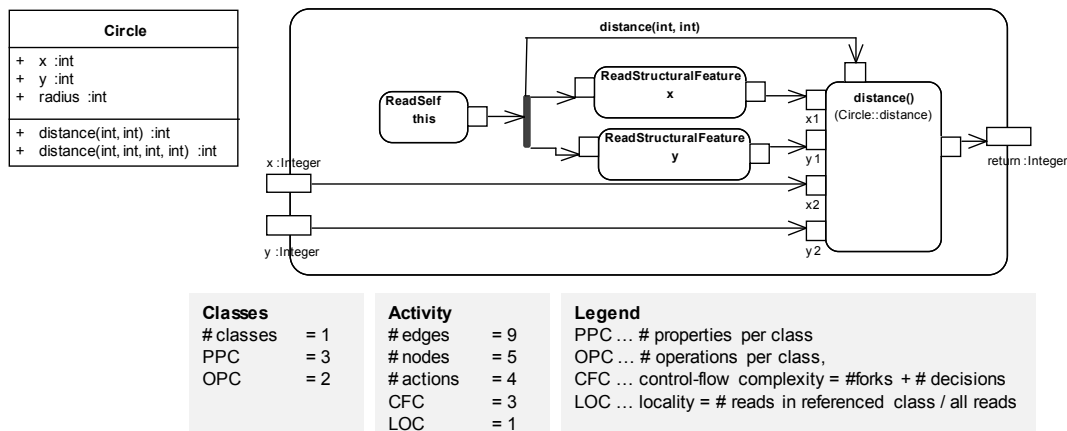 Circle
+ x :int
+ y :int
+ radius :int
+ distance(int, int) :int
+ distance(int, int, int, int) :int
distance(int, int)
ReadSelf
this
ReadStructuralFeature
x
ReadStructuralFeature
y
distance()
(Circle::distance)
x1
y1
x2
y2
x :Integer
y :Integer
return :Integer
Classes
# classes = 1
PPC = 3
OPC = 2
Activity
# edges = 9
# nodes = 5
# actions = 4
CFC = 3
LOC = 1
Legend
PPC ... # properties per class
OPC ... # operations per class,
CFC ... control-flow complexity = #forks + # decisions
LOC ... locality = # reads in referenced class / all reads